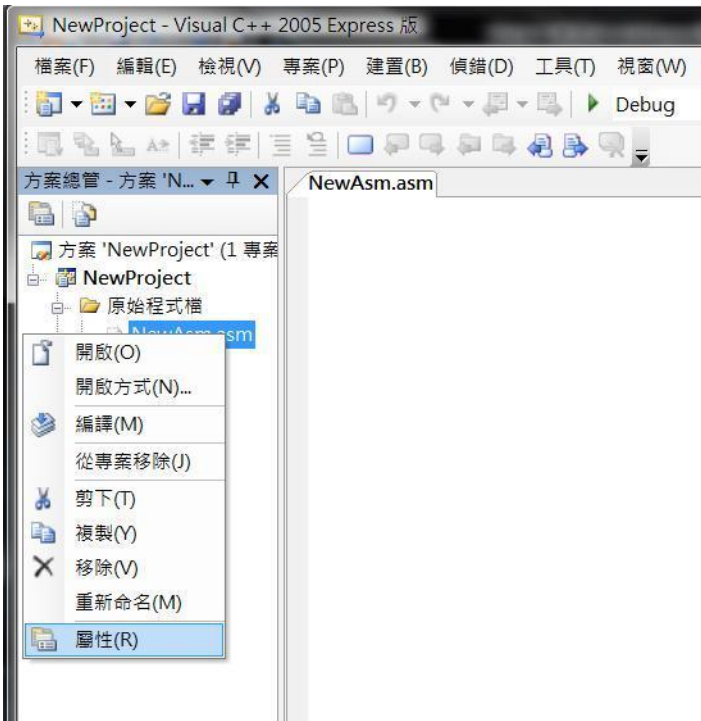 NewProject - Visual C++ 2005 Express 版
檔案(F) 編輯(E) 檢視(V) 專案(P) 建置(B) 偵錯(D) 工具(T) 視窗(W)
Debug
方案總管 - 方案 'N...
NewAsm.asm
方案 'NewProject' (1 專案
NewProject
原始程式檔
NewAsm.asm
開啟(O)
開啟方式(N)...
編譯(M)
從專案移除(J)
剪下(T)
複製(Y)
移除(V)
重新命名(M)
屬性(R)